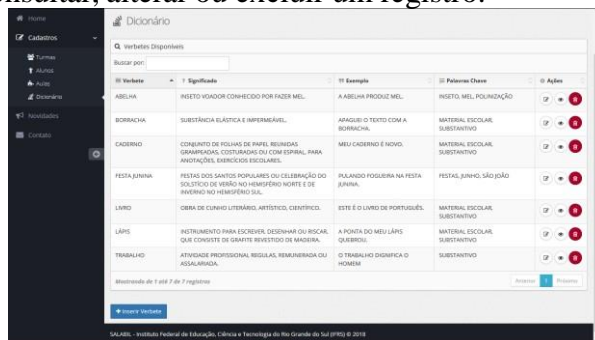 nsultar, alterar ou excluir um registro.
Home
Dicionário
Cadastros
Verbetes Disponíveis
Turmas
Buscar por:
Alunos
Aulas
Verbete Significado Exemplo Palavras Chave Ações
Dicionário
ABELHA INSETO VOADOR CONHECIDO POR FAZER MEL. A ABELHA PRODUZ MEL. INSETO, MEL, POLINIZAÇÃO
Novidades
BORRACHA SUBSTÂNCIA ELÁSTICA E IMPERMEÁVEL. APAGUEI O TEXTO COM A BORRACHA. MATERIAL ESCOLAR, SUBSTANTIVO
Contato
CADERNO CONJUNTO DE FOLHAS DE PAPEL REUNIDAS GRAMPEADAS, COSTURADAS OU COM ESPIRAL, PARA ANOTAÇÕES, EXERCÍCIOS ESCOLARES. MEU CADERNO É NOVO. MATERIAL ESCOLAR, SUBSTANTIVO
FESTA JUNINA FESTAS DOS SANTOS POPULARES OU CELEBRAÇÃO DO SOLSTÍCIO DE VERÃO NO HEMISFÉRIO NORTE E DE INVERNO NO HEMISFÉRIO SUL. PULANDO FOGUEIRA NA FESTA JUNINA. FESTAS, JUNHO, SÃO JOÃO
LIVRO OBRA DE CUNHO LITERÁRIO, ARTÍSTICO, CIENTÍFICO. ESTE É O LIVRO DE PORTUGUÊS. MATERIAL ESCOLAR, SUBSTANTIVO
LÁPIS INSTRUMENTO PARA ESCREVER, DESENHAR OU RISCAR, QUE CONSISTE DE GRAFITE REVESTIDO DE MADEIRA. A PONTA DO MEU LÁPIS QUEBROU. MATERIAL ESCOLAR, SUBSTANTIVO
TRABALHO ATIVIDADE PROFISSIONAL REGULAS, REMUNERADA OU ASSALARIADA. O TRABALHO DIGNIFICA O HOMEM SUBSTANTIVO
Mostrando de 1 até 7 de 7 registros
Anterior 1 Próximo
Inserir Verbete
SALABIL - Instituto Federal de Educação, Ciência e Tecnologia do Rio Grande do Sul (IFRS) © 2018